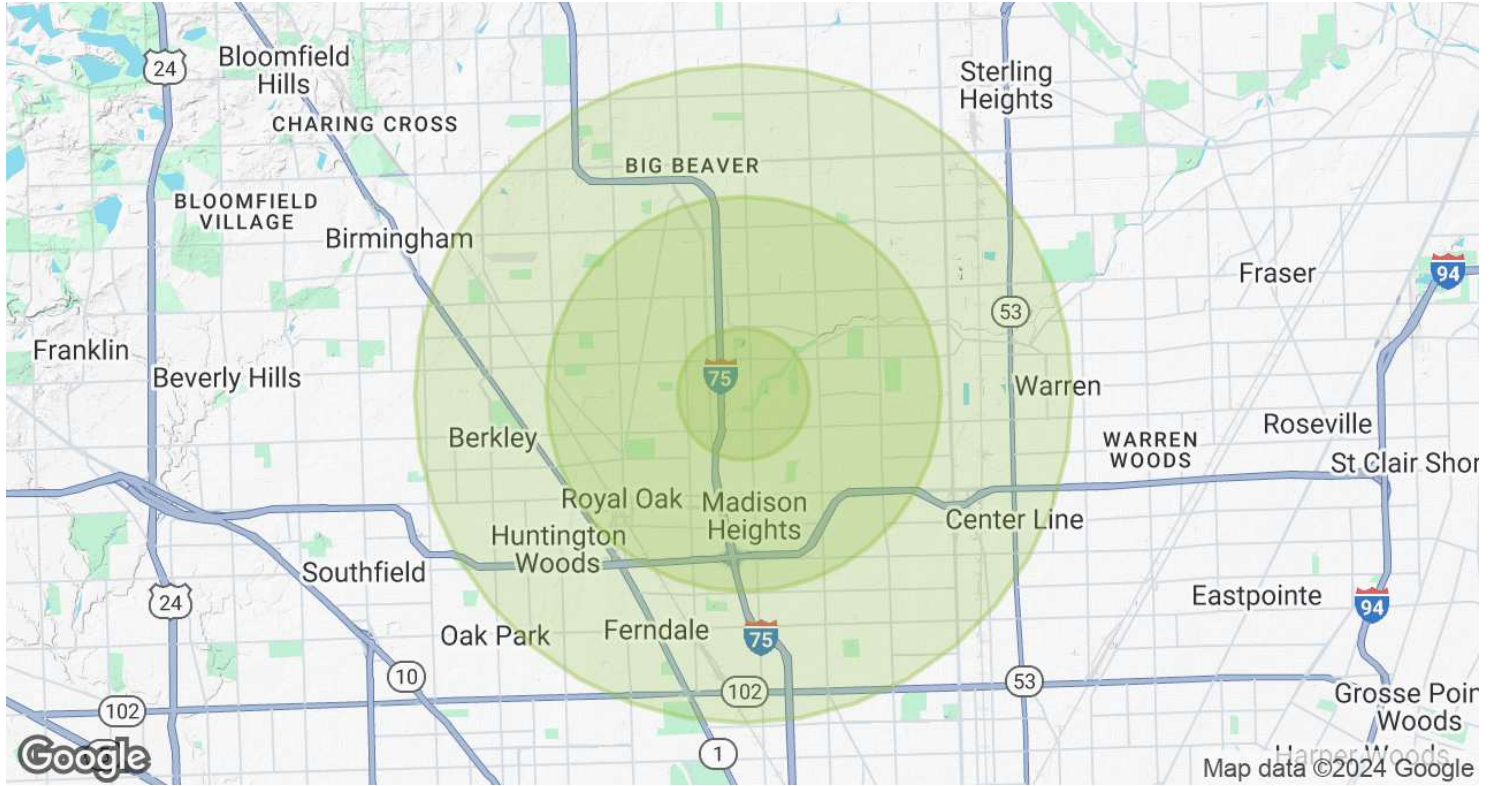 24
Bloomfield
Hills
Sterling
Heights
CHARING CROSS
BIG BEAVER
BLOOMFIELD
VILLAGE
Birmingham
Fraser
94
53
Franklin
Beverly Hills
75
Warren
Berkley
Roseville
WARREN
WOODS
St Clair Shor
Royal Oak
Madison
Heights
Center Line
Huntington
Woods
Southfield
24
Eastpointe
94
Oak Park
Ferndale
75
10
53
102
102
Grosse Poin
Woods
1
Google
Harper Woods
Map data ©2024 Google